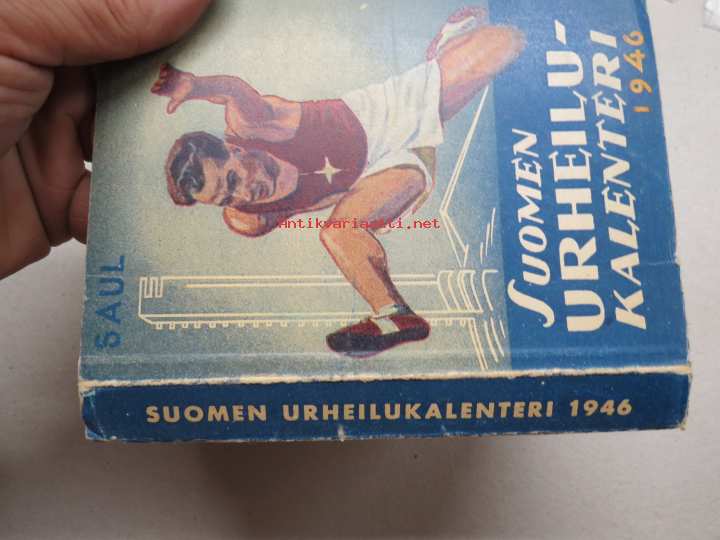 SUOMEN
URHEILU-
KALENTERI
1946
SAUL
Antikvariaatti.net
SUOMEN URHEILUKALENTERI 1946